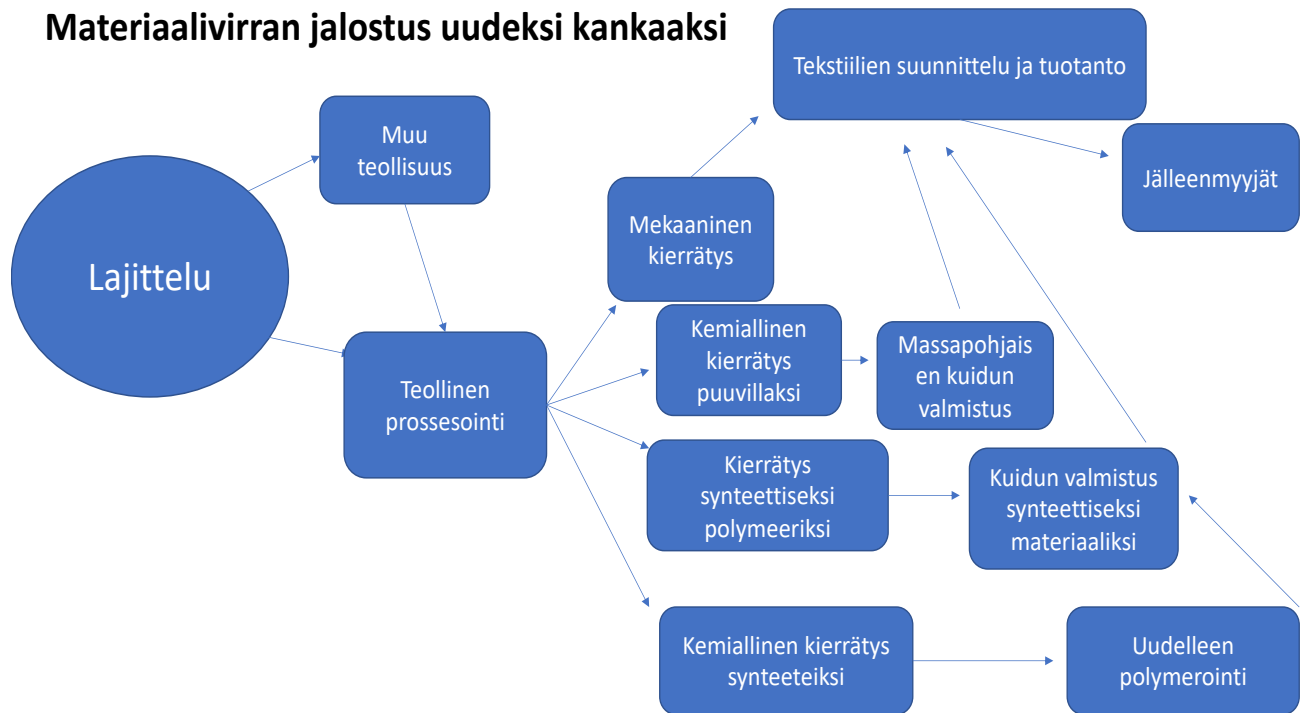 Materiaalivirran jalostus uudeksi kankaaksi
Tekstiilien suunnittelu ja tuotanto
Muu
teollisuus
Jälleenmyyjät
Mekaaninen
kierrätys
Lajittelu
Kemiallinen
kierrätys
puuvillaksi
Massapohjais
en kuidun
valmistus
Teollinen
prossesointi
Kierrätys
synteettiseksi
polymeeriksi
Kuidun valmistus
synteettiseksi
materiaaliksi
Kemiallinen kierrätys
synteeteiksi
Uudelleen
polymerointi